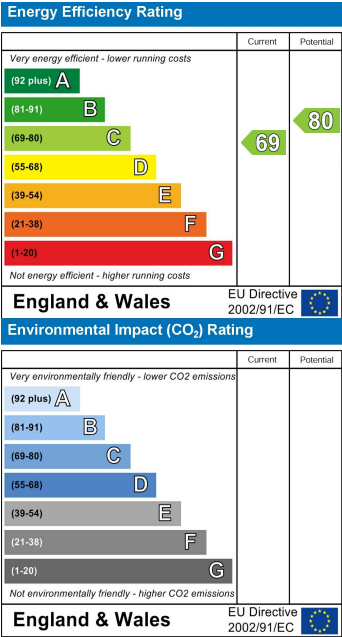 Energy Efficiency Rating
Current Potential
Very energy efficient - lower running costs
(92 plus) A
(81-91) B
(69-80) C
(55-68) D
(39-54) E
(21-38) F
(1-20) G
69
80
Not energy efficient - higher running costs
England & Wales
EU Directive
2002/91/EC
Environmental Impact (CO₂) Rating
Current Potential
Very environmentally friendly - lower CO2 emissions
(92 plus) A
(81-91) B
(69-80) C
(55-68) D
(39-54) E
(21-38) F
(1-20) G
Not environmentally friendly - higher CO2 emissions
England & Wales
EU Directive
2002/91/EC